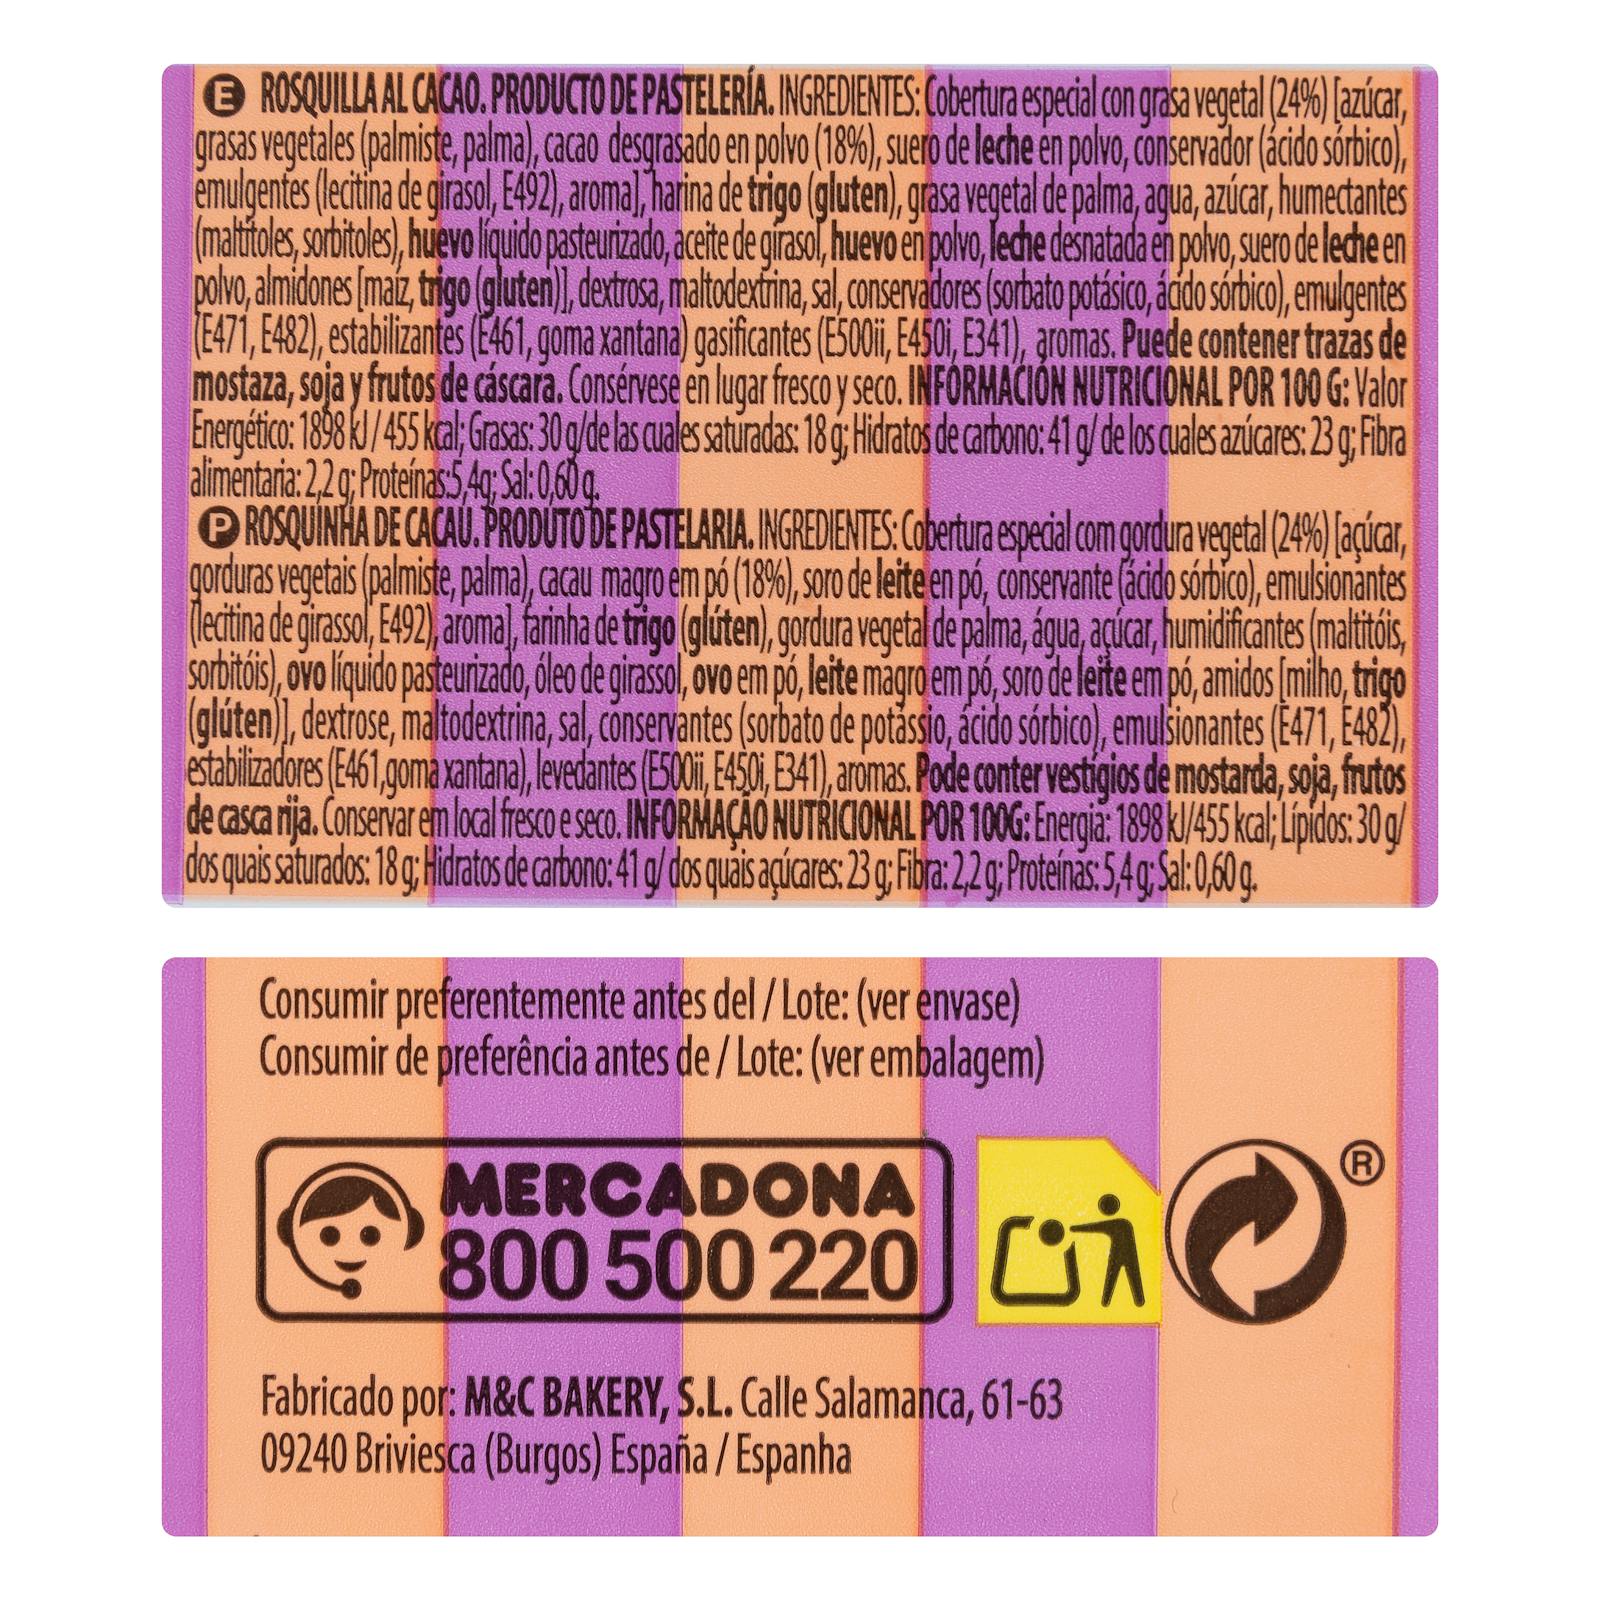 E ROSQUILLA AL CACAO. PRODUCTO DE PASTELERÍA. INGREDIENTES: Cobertura especial con grasa vegetal (24%) [azúcar,
grasas vegetales (palmiste, palma), cacao desgrasado en polvo (18%), suero de leche en polvo, conservador (ácido sórbico),
emulgentes (lecitina de girasol, E492), aroma], harina de trigo (gluten), grasa vegetal de palma, agua, azúcar, humectantes
(maltitoles, sorbitoles), huevo líquido pasteurizado, aceite de girasol, huevo en polvo, leche desnatada en polvo, suero de leche en
polvo, almidones [maíz, trigo (gluten)], dextrosa, maltodextrina, sal, conservadores (sorbato potásico, ácido sórbico), emulgentes
(E471, E482), estabilizantes (E461, goma xantana) gasificantes (E500ii, E450i, E341), aromas. Puede contener trazas de
mostaza, soja y frutos de cáscara. Consérvese en lugar fresco y seco. INFORMACIÓN NUTRICIONAL POR 100 G: Valor
Energético: 1898 kJ / 455 kcal; Grasas: 30 g/de las cuales saturadas: 18 g; Hidratos de carbono: 41 g/ de los cuales azúcares: 23 g; Fibra
alimentaria: 2,2 g; Proteínas:5,4g; Sal: 0,60 g.
P ROSQUINHA DE CACAU. PRODUTO DE PASTELARIA. INGREDIENTES: Cobertura especial com gordura vegetal (24%) [açúcar,
gorduras vegetais (palmiste, palma), cacau magro em pó (18%), soro de leite en pó, conservante (ácido sórbico), emulsionantes
(lecitina de girassol, E492), aroma], farinha de trigo (glúten), gordura vegetal de palma, água, açúcar, humidificantes (maltitóis,
sorbitóis), ovo líquido pasteurizado, óleo de girassol, ovo em pó, leite magro em pó, soro de leite em pó, amidos [milho, trigo
(glúten)], dextrose, maltodextrina, sal, conservantes (sorbato de potássio, ácido sórbico), emulsionantes (E471, E482),
estabilizadores (E461,goma xantana), levedantes (E500ii, E450i, E341), aromas. Pode conter vestígios de mostarda, soja, frutos
de casca rija. Conservar em local fresco e seco. INFORMAÇÃO NUTRICIONAL POR 100G: Energia: 1898 kJ/455 kcal; Lípidos: 30 g/
dos quais saturados: 18 g; Hidratos de carbono: 41 g/ dos quais açúcares: 23 g; Fibra: 2,2 g; Proteínas: 5,4 g; Sal: 0,60 g.
Consumir preferentemente antes del / Lote: (ver envase)
Consumir de preferência antes de / Lote: (ver embalagem)
MERCADONA
800 500 220
®
Fabricado por: M&C BAKERY, S.L. Calle Salamanca, 61-63
09240 Briviesca (Burgos) España / Espanha